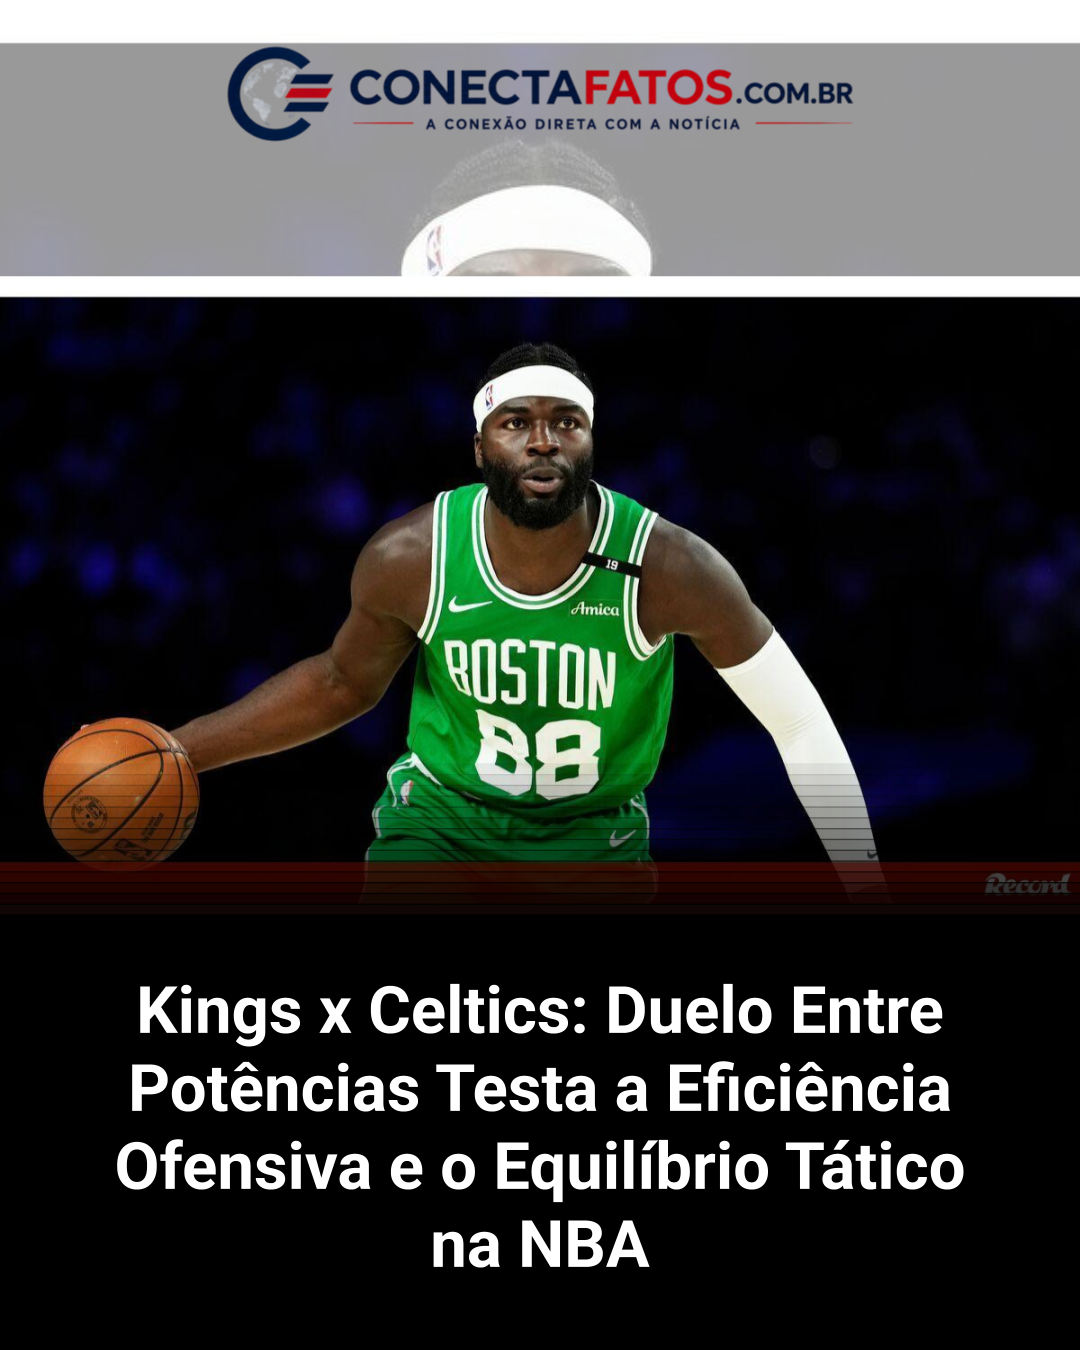 CONECTAFATOS.COM.BR
A CONEXÃO DIRETA COM A NOTÍCIA
19
Amica
BOSTON
88
Record
Kings x Celtics: Duelo Entre
Potências Testa a Eficiência
Ofensiva e o Equilíbrio Tático
na NBA